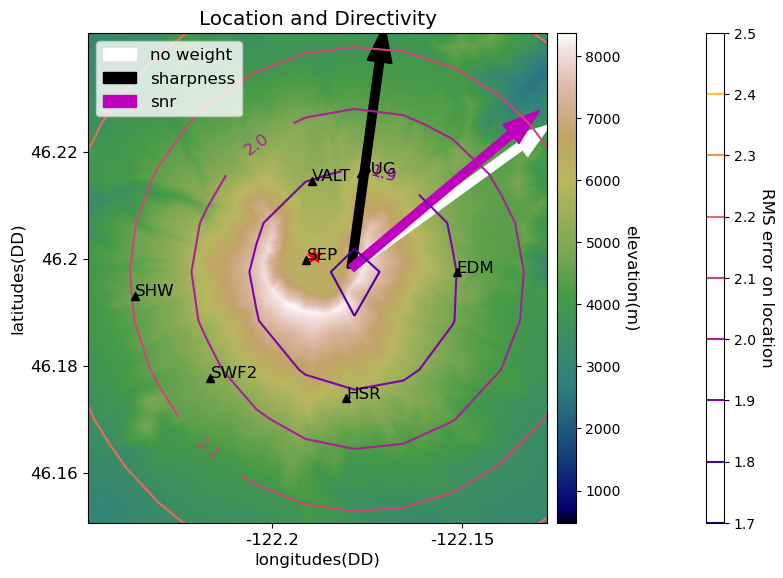 Location and Directivity
no weight
sharpness
snr
46.22
46.2
46.18
46.16
latitudes(DD)
-122.2
-122.15
longitudes(DD)
2.0
1.9
2.1
VALT
SUG
SEP
EDM
SHW
SWF2
HSR
8000
7000
6000
5000
4000
3000
2000
1000
elevation(m)
2.5
2.4
2.3
2.2
2.1
2.0
1.9
1.8
1.7
RMS error on location